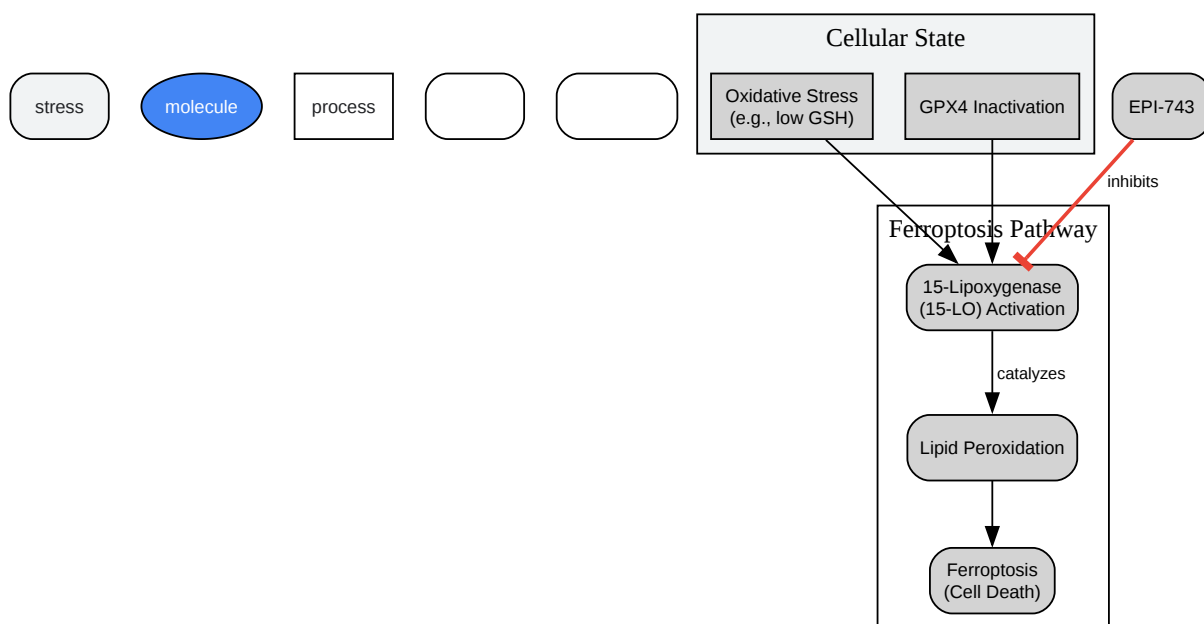 Cellular State
stress
molecule
process
Oxidative Stress
(e.g., low GSH)
GPX4 Inactivation
EPI-743
inhibits
Ferroptosis Pathway
15-Lipoxygenase
(15-LO) Activation
catalyzes
Lipid Peroxidation
Ferroptosis
(Cell Death)